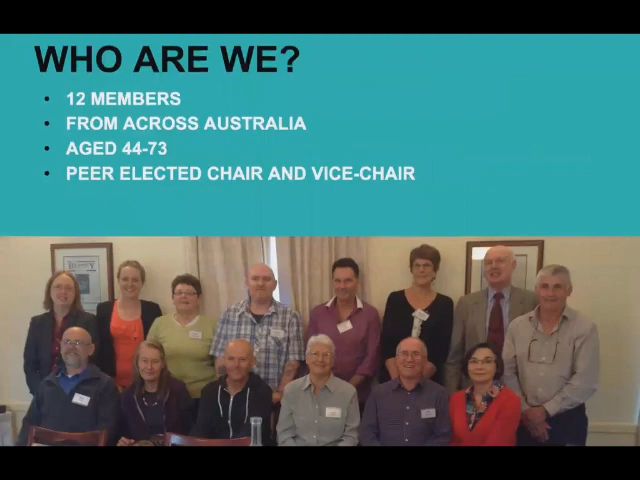 WHO ARE WE?
• 12 MEMBERS
• FROM ACROSS AUSTRALIA
• AGED 44-73
• PEER ELECTED CHAIR AND VICE-CHAIR